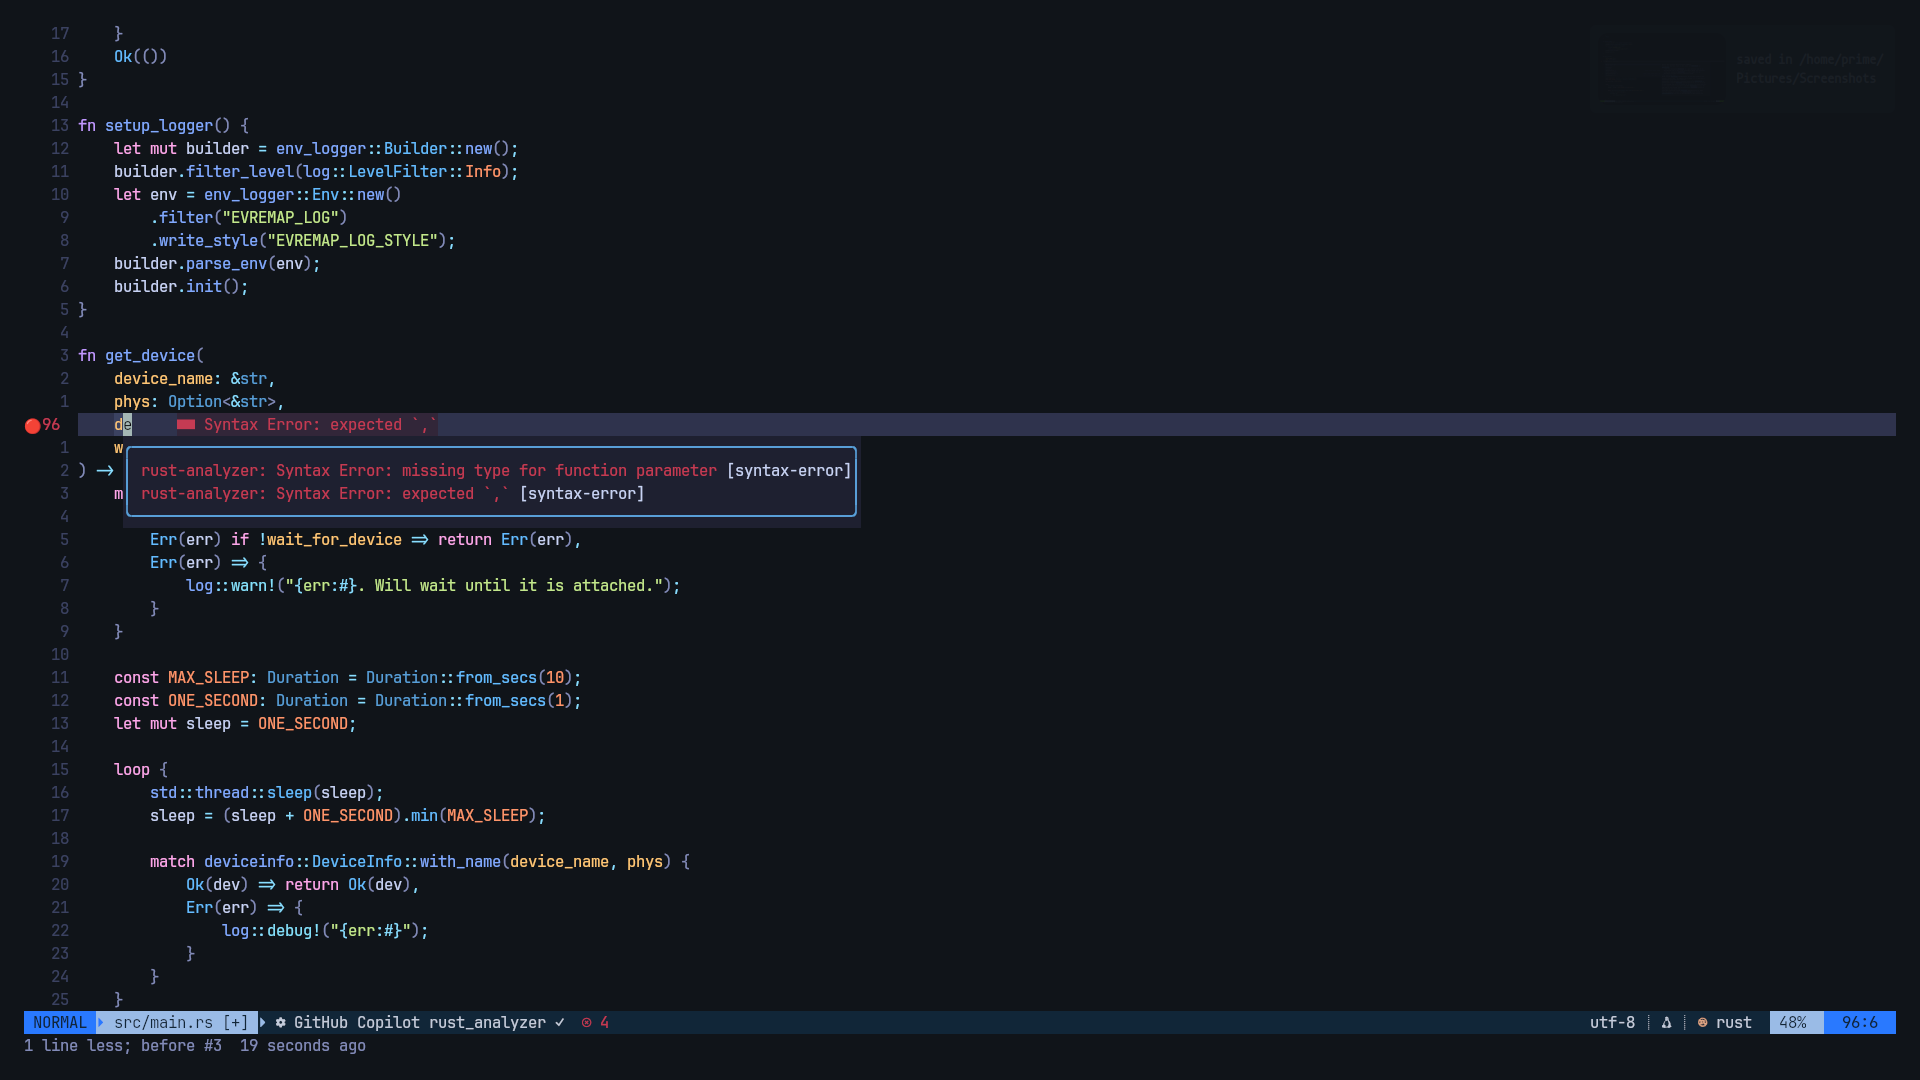 17     }
16     Ok(())
15 }
14
13 fn setup_logger() {
12     let mut builder = env_logger::Builder::new();
11     builder.filter_level(log::LevelFilter::Info);
10     let env = env_logger::Env::new()
9         .filter("EVREMAP_LOG")
8         .write_style("EVREMAP_LOG_STYLE");
7     builder.parse_env(env);
6     builder.init();
5 }
4
3 fn get_device(
2     device_name: &str,
1     phys: Option<&str>,
96     de     Syntax Error: expected `,`
1     w
2 ) ->
rust-analyzer: Syntax Error: missing type for function parameter [syntax-error]
3     m
rust-analyzer: Syntax Error: expected `,` [syntax-error]
4
5         Err(err) if !wait_for_device => return Err(err),
6         Err(err) => {
7             log::warn!("{err:#}. Will wait until it is attached.");
8         }
9     }
10
11     const MAX_SLEEP: Duration = Duration::from_secs(10);
12     const ONE_SECOND: Duration = Duration::from_secs(1);
13     let mut sleep = ONE_SECOND;
14
15     loop {
16         std::thread::sleep(sleep);
17         sleep = (sleep + ONE_SECOND).min(MAX_SLEEP);
18
19         match deviceinfo::DeviceInfo::with_name(device_name, phys) {
20             Ok(dev) => return Ok(dev),
21             Err(err) => {
22                 log::debug!("{err:#}");
23             }
24         }
25     }
NORMAL src/main.rs [+] GitHub Copilot rust_analyzer ✓ 4 utf-8 rust 48% 96:6
1 line less; before #3  19 seconds ago
saved in /home/prime/
Pictures/Screenshots